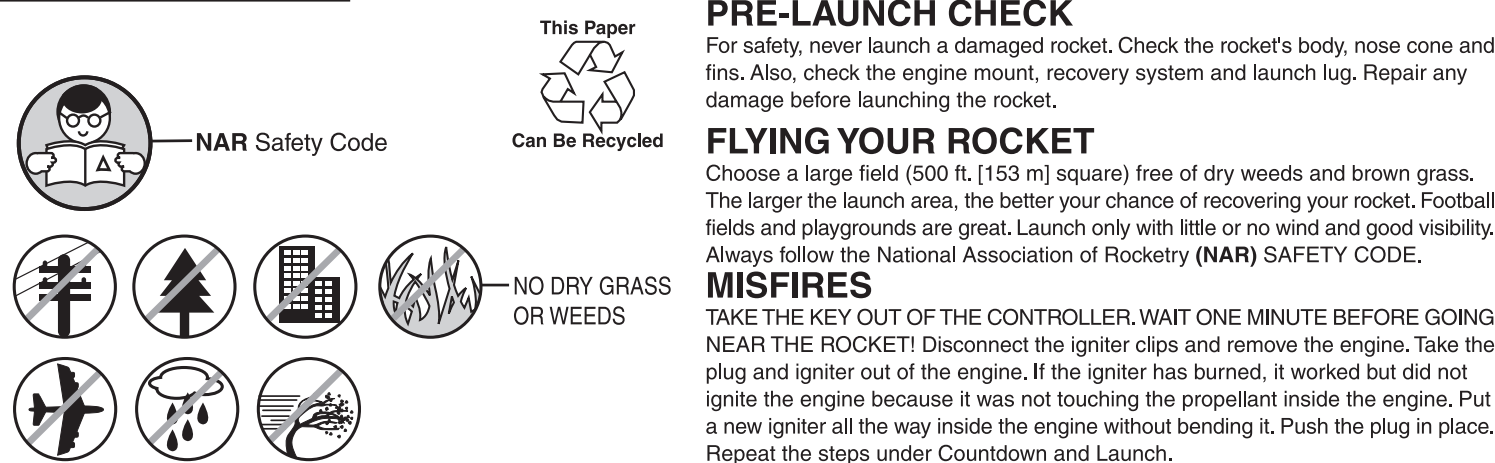 This Paper
Can Be Recycled
NAR Safety Code
NO DRY GRASS
OR WEEDS
PRE-LAUNCH CHECK
For safety, never launch a damaged rocket. Check the rocket's body, nose cone and
fins. Also, check the engine mount, recovery system and launch lug. Repair any
damage before launching the rocket.
FLYING YOUR ROCKET
Choose a large field (500 ft. [153 m] square) free of dry weeds and brown grass.
The larger the launch area, the better your chance of recovering your rocket. Football
fields and playgrounds are great. Launch only with little or no wind and good visibility.
Always follow the National Association of Rocketry (NAR) SAFETY CODE.
MISFIRES
TAKE THE KEY OUT OF THE CONTROLLER. WAIT ONE MINUTE BEFORE GOING
NEAR THE ROCKET! Disconnect the igniter clips and remove the engine. Take the
plug and igniter out of the engine. If the igniter has burned, it worked but did not
ignite the engine because it was not touching the propellant inside the engine. Put
a new igniter all the way inside the engine without bending it. Push the plug in place.
Repeat the steps under Countdown and Launch.